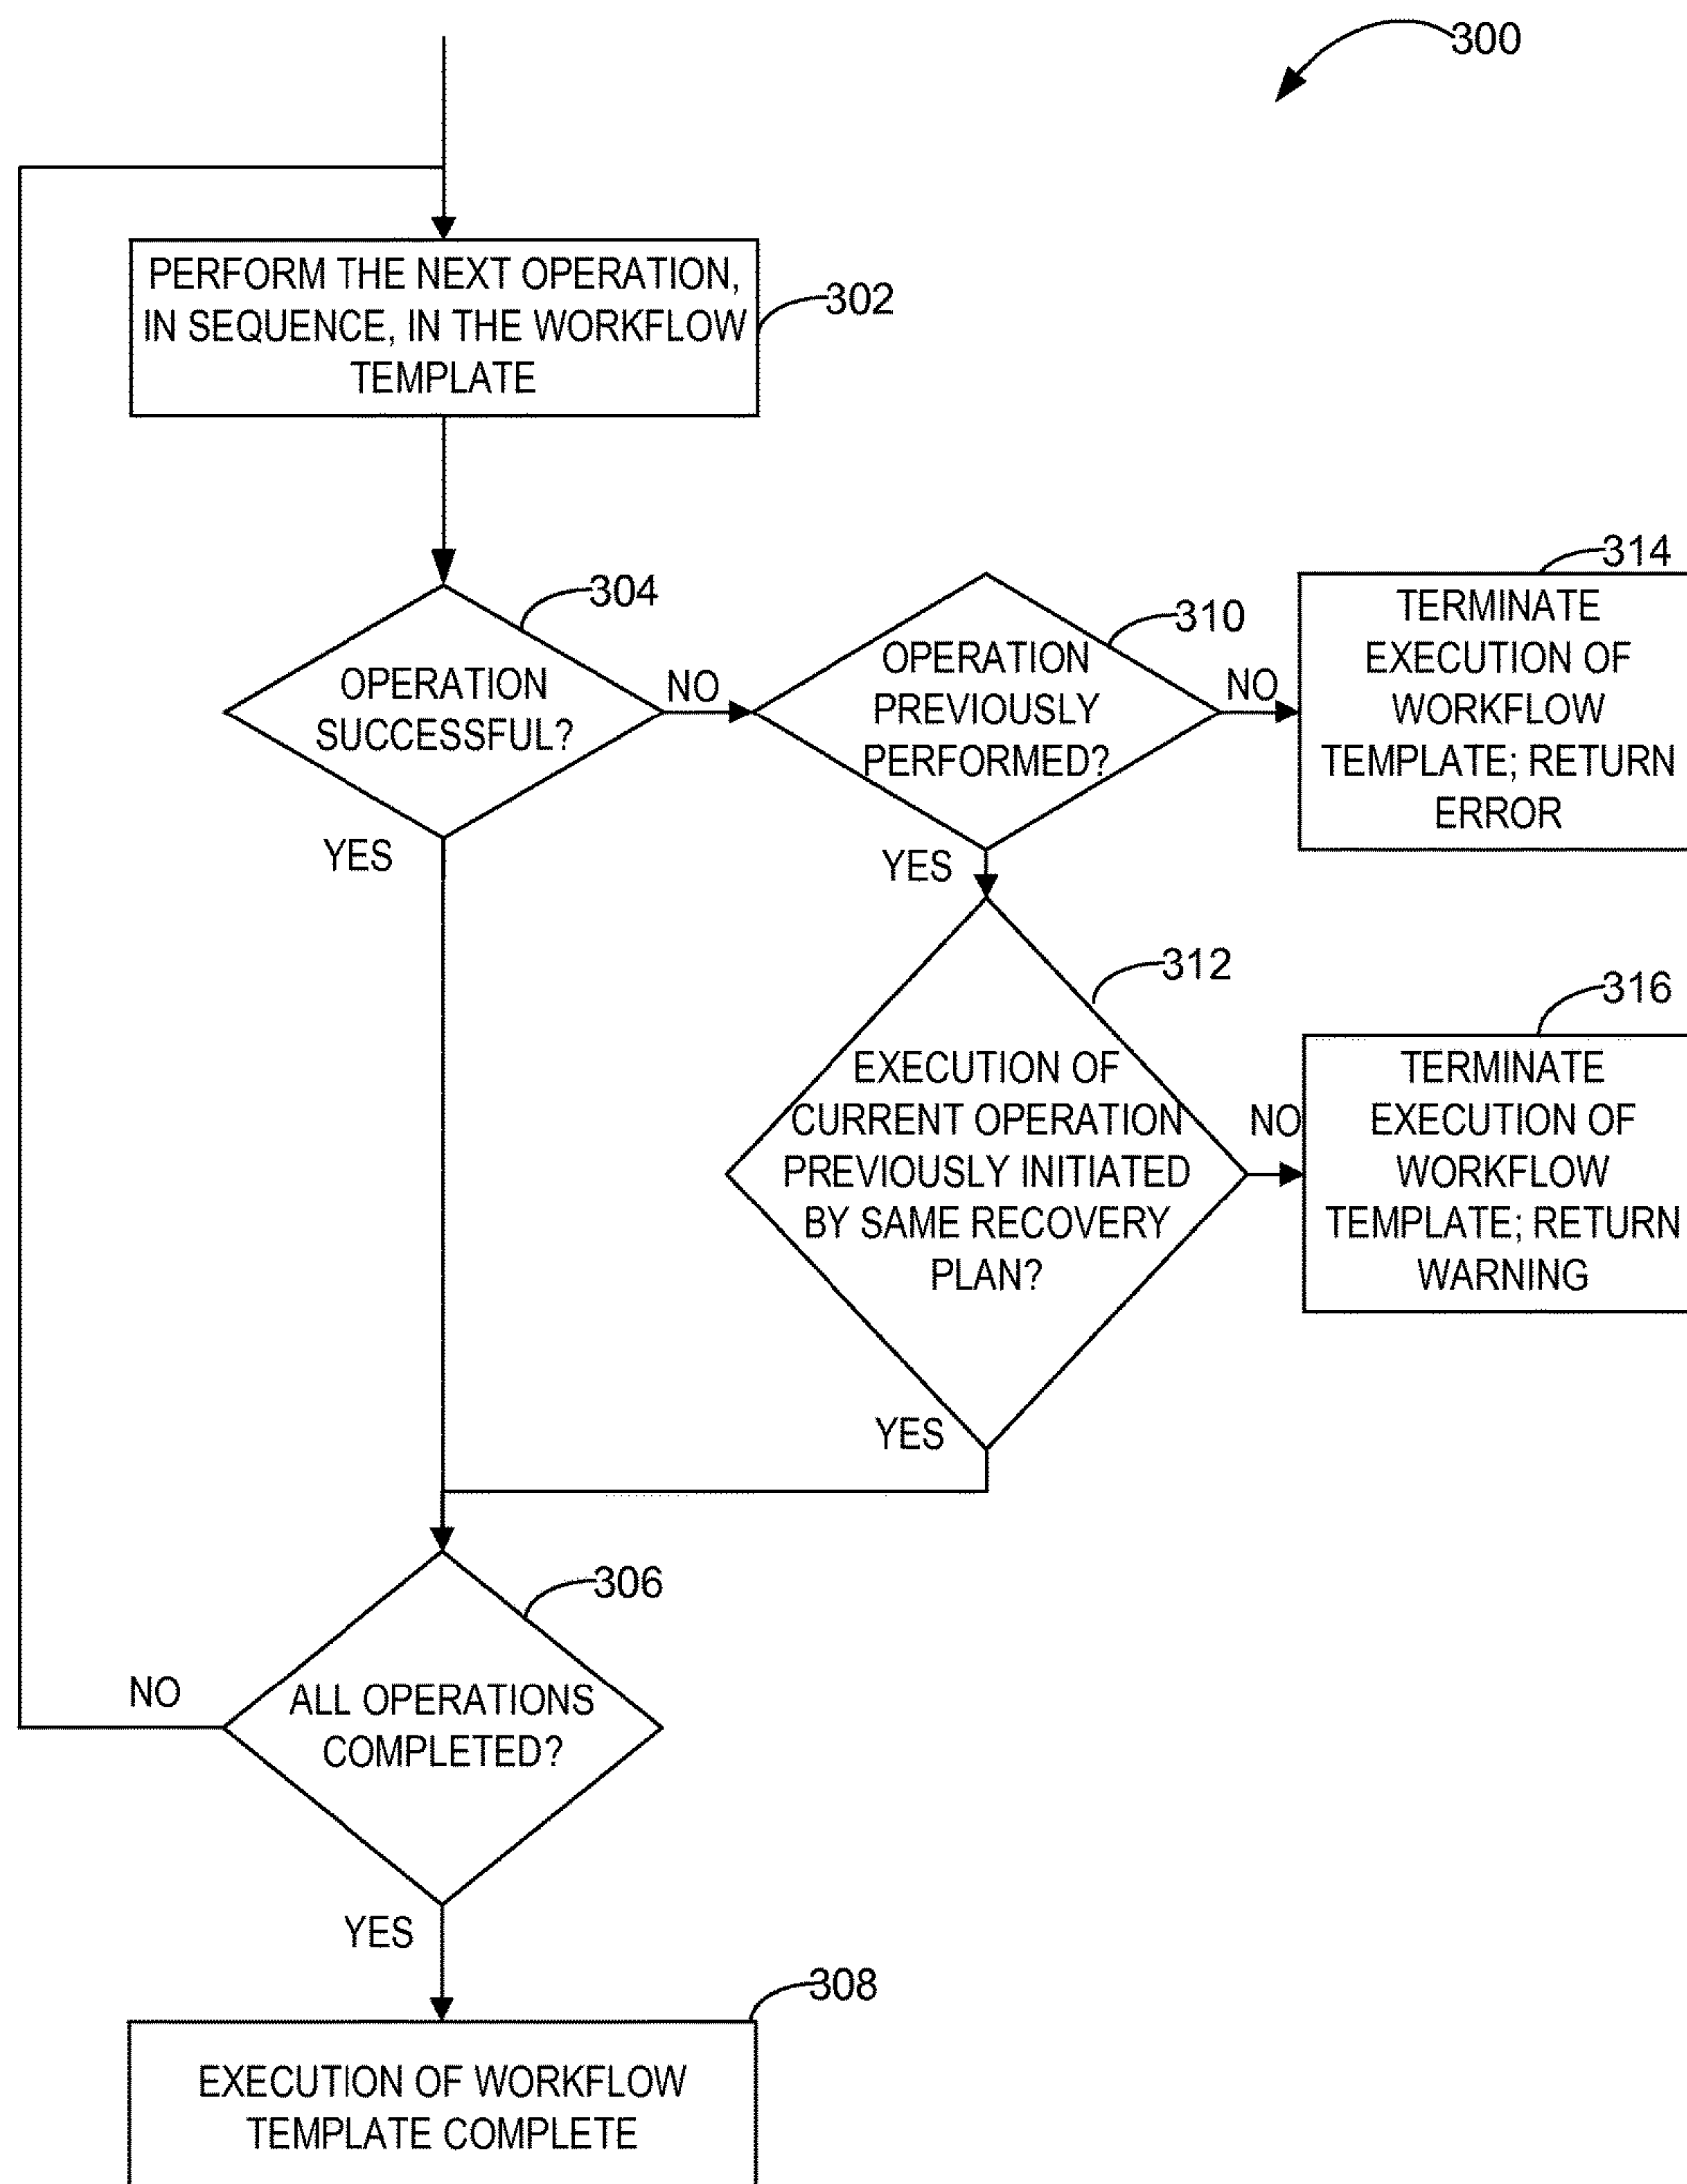 300
PERFORM THE NEXT OPERATION,
IN SEQUENCE, IN THE WORKFLOW
TEMPLATE
302
304
OPERATION
SUCCESSFUL?
NO
YES
310
OPERATION
PREVIOUSLY
PERFORMED?
NO
YES
314
TERMINATE
EXECUTION OF
WORKFLOW
TEMPLATE; RETURN
ERROR
312
EXECUTION OF
CURRENT OPERATION
PREVIOUSLY INITIATED
BY SAME RECOVERY
PLAN?
NO
YES
316
TERMINATE
EXECUTION OF
WORKFLOW
TEMPLATE; RETURN
WARNING
306
ALL OPERATIONS
COMPLETED?
NO
YES
308
EXECUTION OF WORKFLOW
TEMPLATE COMPLETE